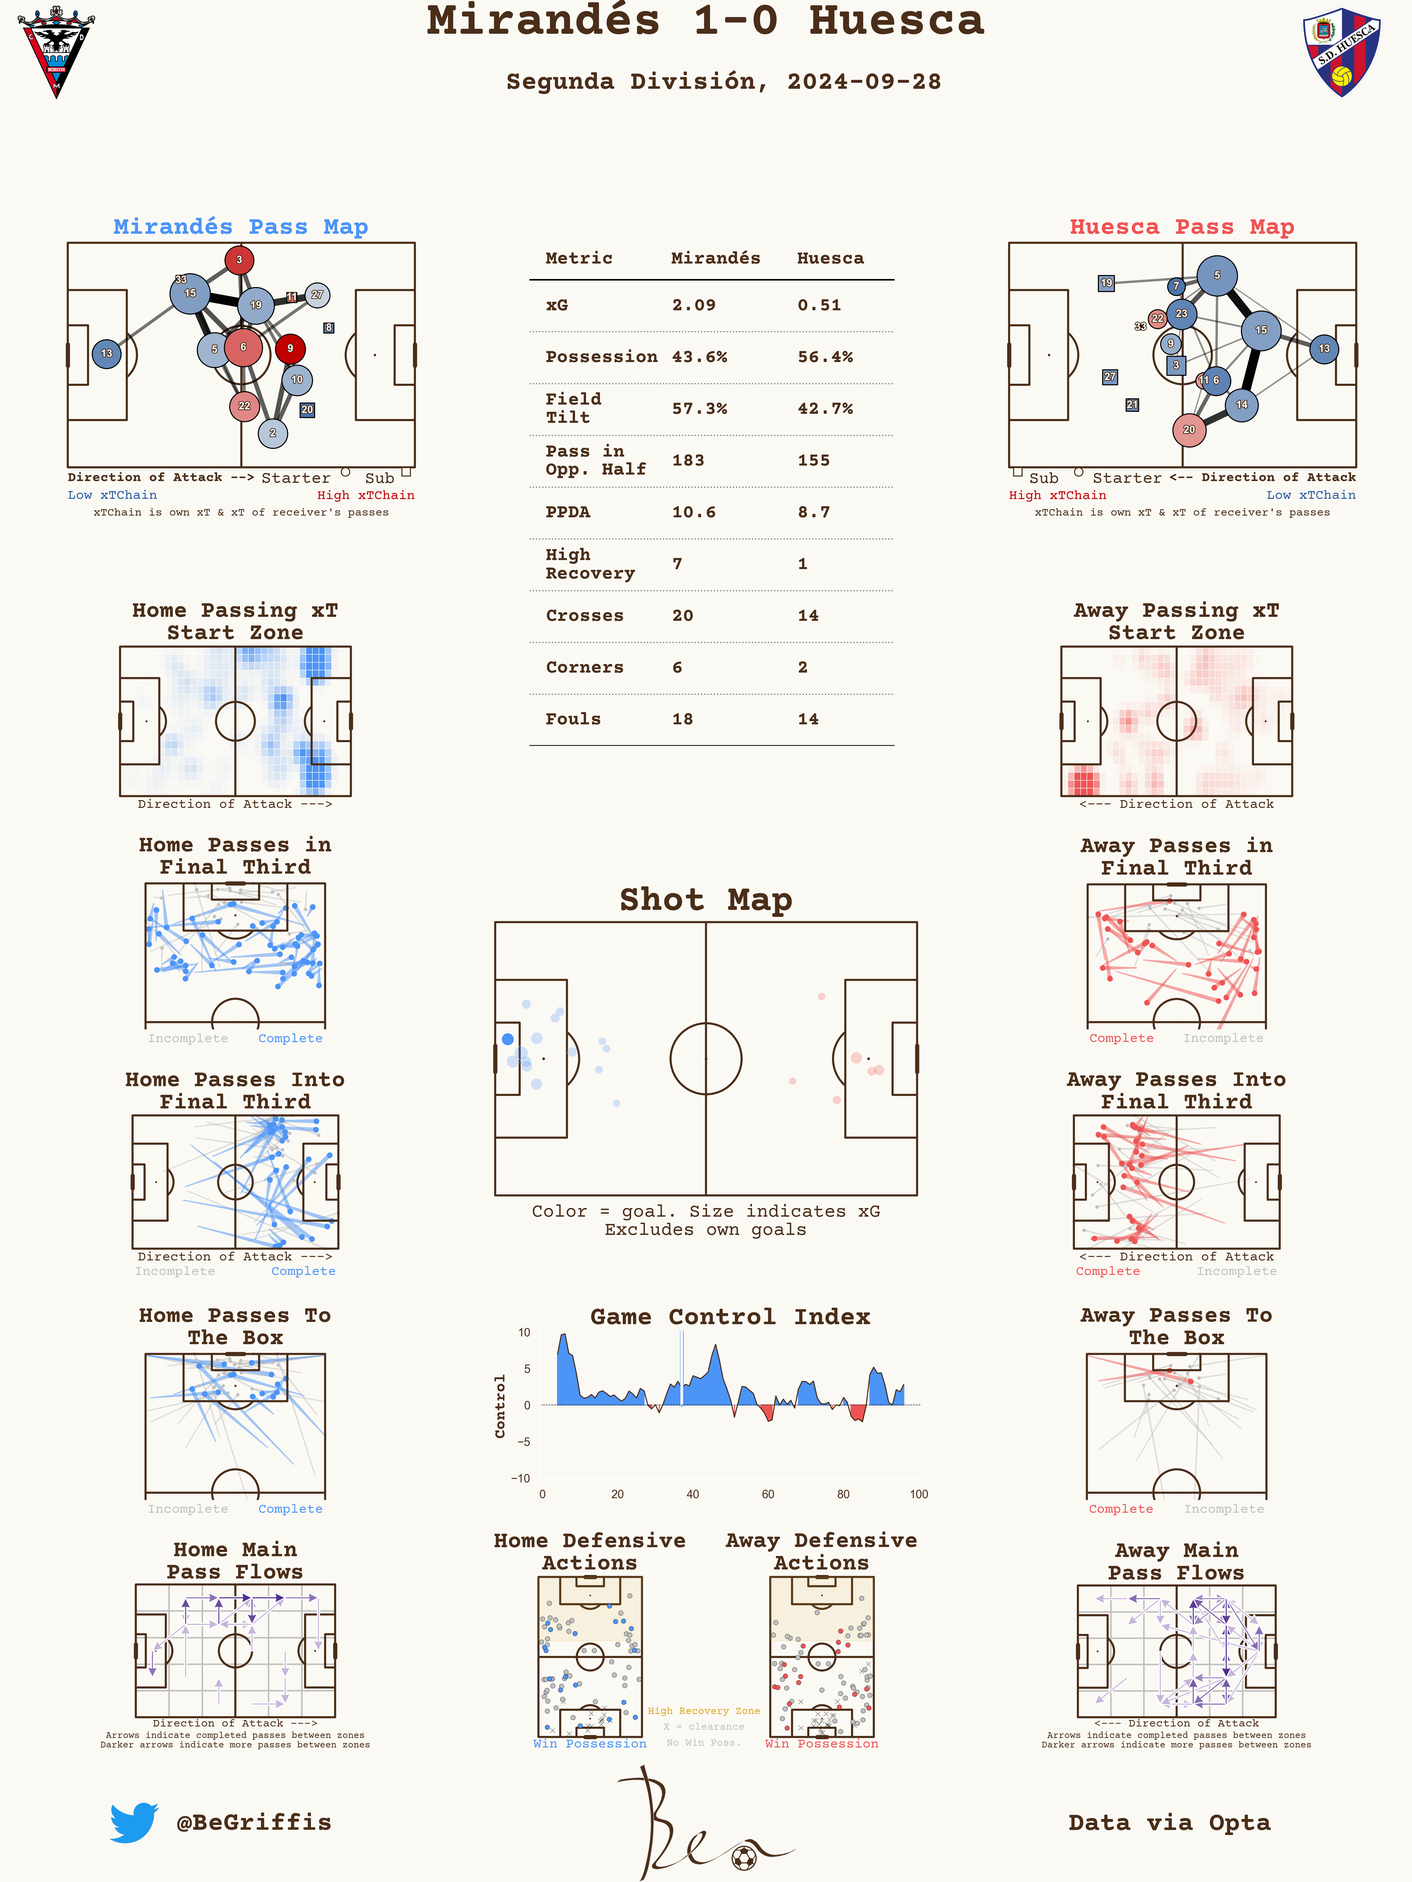 Mirandés 1-0 Huesca
Segunda División, 2024-09-28
S.D. HUESCA
C D
M
Mirandés Pass Map
3
33
15
19
11
27
8
13
5
6
9
10
22
20
2
Direction of Attack --> Starter Sub
Low xTChain High xTChain
xTChain is own xT & xT of receiver's passes
Metric Mirandés Huesca
xG 2.09 0.51
Possession 43.6% 56.4%
Field
Tilt 57.3% 42.7%
Pass in
Opp. Half 183 155
PPDA 10.6 8.7
High
Recovery 7 1
Crosses 20 14
Corners 6 2
Fouls 18 14
Huesca Pass Map
5
19
7
22
23
33
15
9
13
3
27
11
6
21
14
20
Sub Starter <-- Direction of Attack
High xTChain Low xTChain
xTChain is own xT & xT of receiver's passes
Home Passing xT
Start Zone
Direction of Attack --->
Away Passing xT
Start Zone
<--- Direction of Attack
Home Passes in
Final Third
Incomplete Complete
Shot Map
Color = goal. Size indicates xG
Excludes own goals
Away Passes in
Final Third
Complete Incomplete
Home Passes Into
Final Third
Direction of Attack --->
Incomplete Complete
Away Passes Into
Final Third
<--- Direction of Attack
Complete Incomplete
Home Passes To
The Box
Incomplete Complete
Game Control Index
Control
10
5
0
−5
−10
0 20 40 60 80 100
Away Passes To
The Box
Complete Incomplete
Home Main
Pass Flows
Direction of Attack --->
Arrows indicate completed passes between zones
Darker arrows indicate more passes between zones
Home Defensive
Actions
Win Possession
High Recovery Zone
X = clearance
No Win Poss.
Away Defensive
Actions
Win Possession
Away Main
Pass Flows
<--- Direction of Attack
Arrows indicate completed passes between zones
Darker arrows indicate more passes between zones
@BeGriffis
Ben
Data via Opta